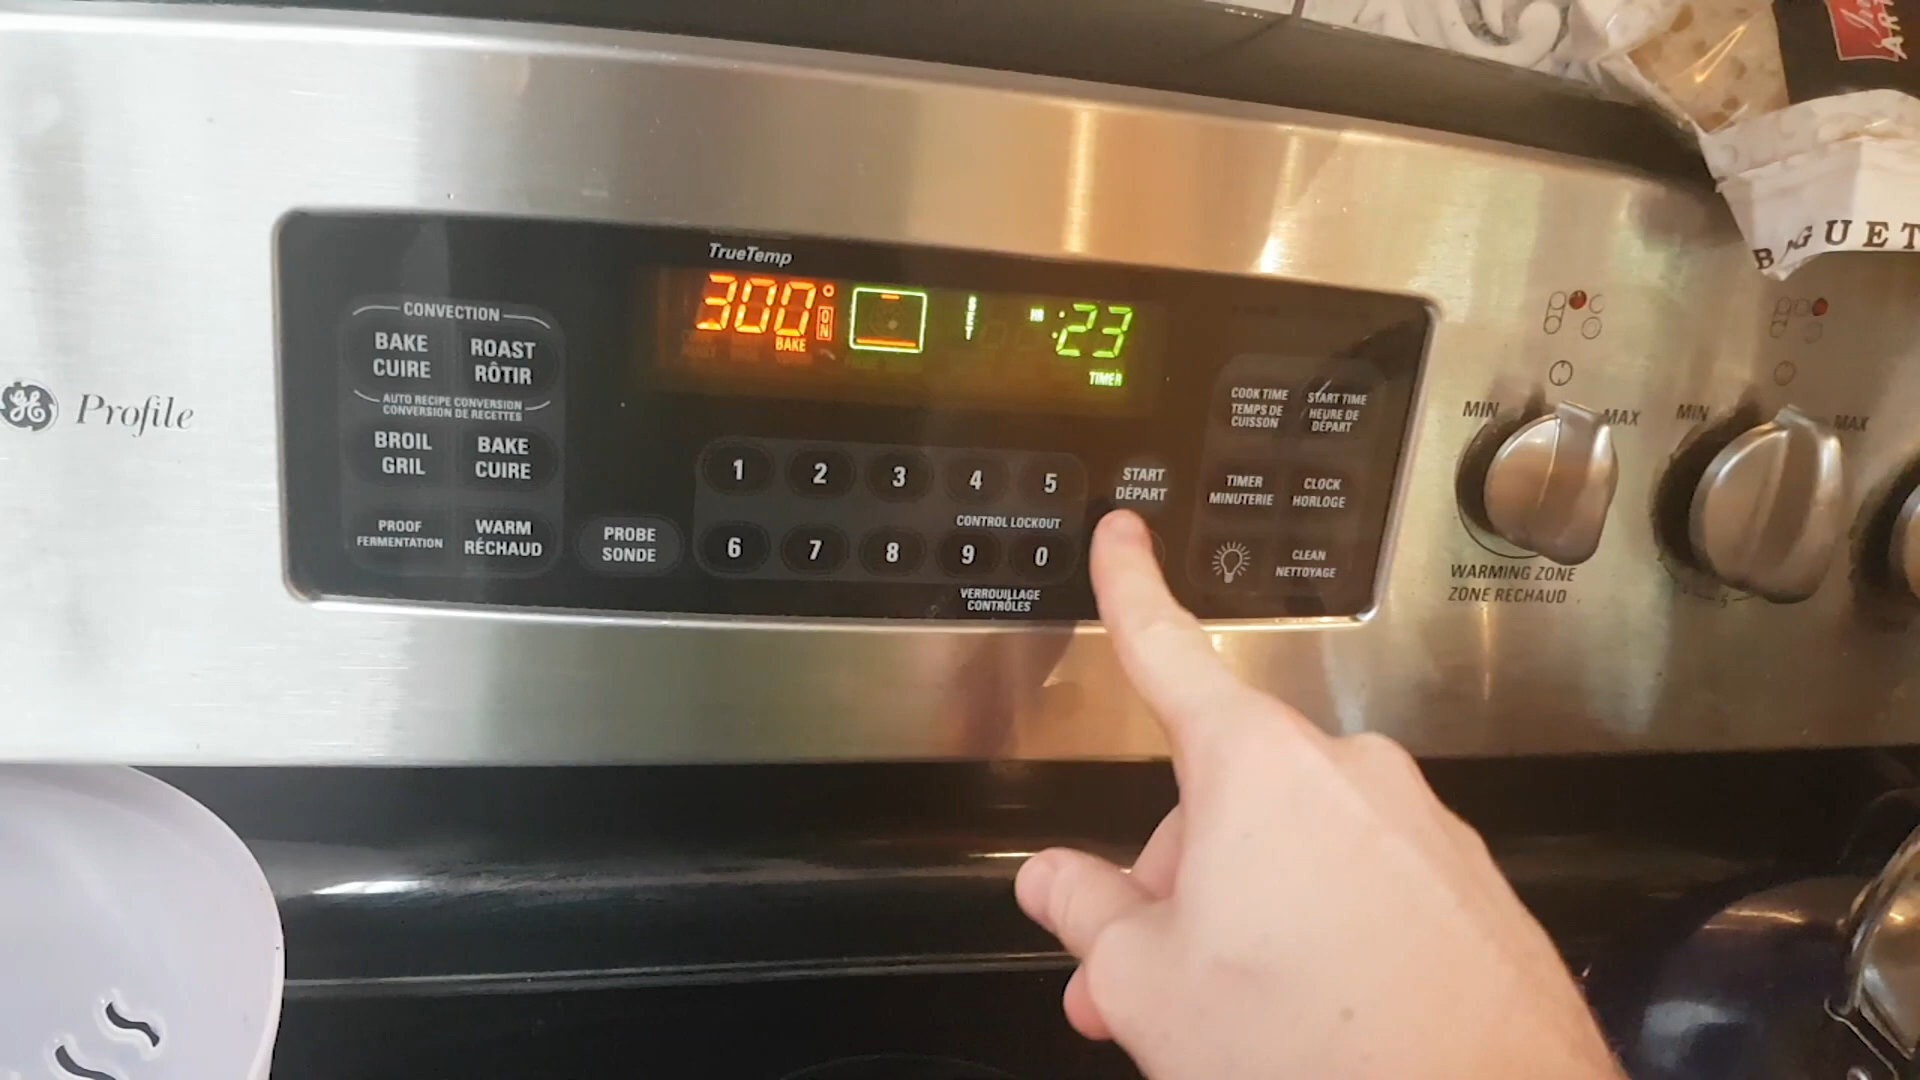 TrueTemp
300°
ON
BAKE
SET
HR
:23
TIMER
CONVECTION
BAKE
CUIRE
ROAST
RÔTIR
AUTO RECIPE CONVERSION
CONVERSION DE RECETTES
BROIL
GRIL
BAKE
CUIRE
PROOF
FERMENTATION
WARM
RÉCHAUD
PROBE
SONDE
1 2 3 4 5
CONTROL LOCKOUT
6 7 8 9 0
VERROUILLAGE
CONTRÔLES
START
DÉPART
COOK TIME
TEMPS DE
CUISSON
START TIME
HEURE DE
DÉPART
TIMER
MINUTERIE
CLOCK
HORLOGE
CLEAN
NETTOYAGE
GE Profile
MIN MAX
WARMING ZONE
ZONE RÉCHAUD
MIN MAX
5
BAGUET